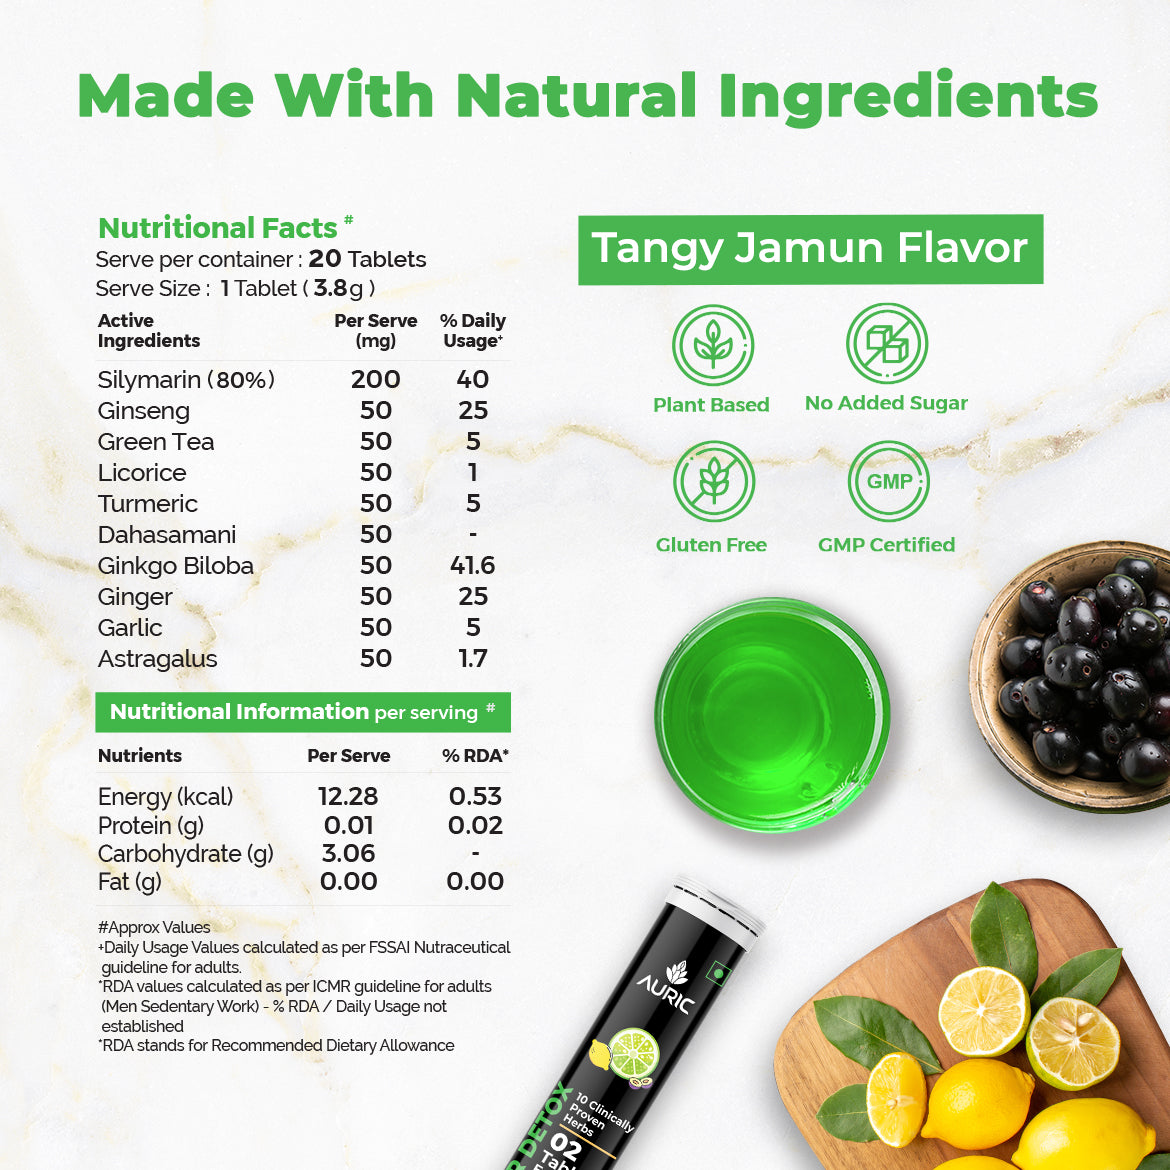 Made With Natural Ingredients
Nutritional Facts #
Serve per container : 20 Tablets
Serve Size : 1 Tablet ( 3.8g )
Active Ingredients Per Serve (mg) % Daily Usage+
Silymarin (80%) 200 40
Ginseng 50 25
Green Tea 50 5
Licorice 50 1
Turmeric 50 5
Dahasamani 50 -
Ginkgo Biloba 50 41.6
Ginger 50 25
Garlic 50 5
Astragalus 50 1.7
Nutritional Information per serving #
Nutrients Per Serve % RDA*
Energy (kcal) 12.28 0.53
Protein (g) 0.01 0.02
Carbohydrate (g) 3.06 -
Fat (g) 0.00 0.00
#Approx Values
+Daily Usage Values calculated as per FSSAI Nutraceutical
guideline for adults.
*RDA values calculated as per ICMR guideline for adults
(Men Sedentary Work) - % RDA / Daily Usage not
established
*RDA stands for Recommended Dietary Allowance
Tangy Jamun Flavor
Plant Based
No Added Sugar
Gluten Free
GMP
GMP Certified
AURIC
DETOX
10 Clinically
Proven
Herbs
02